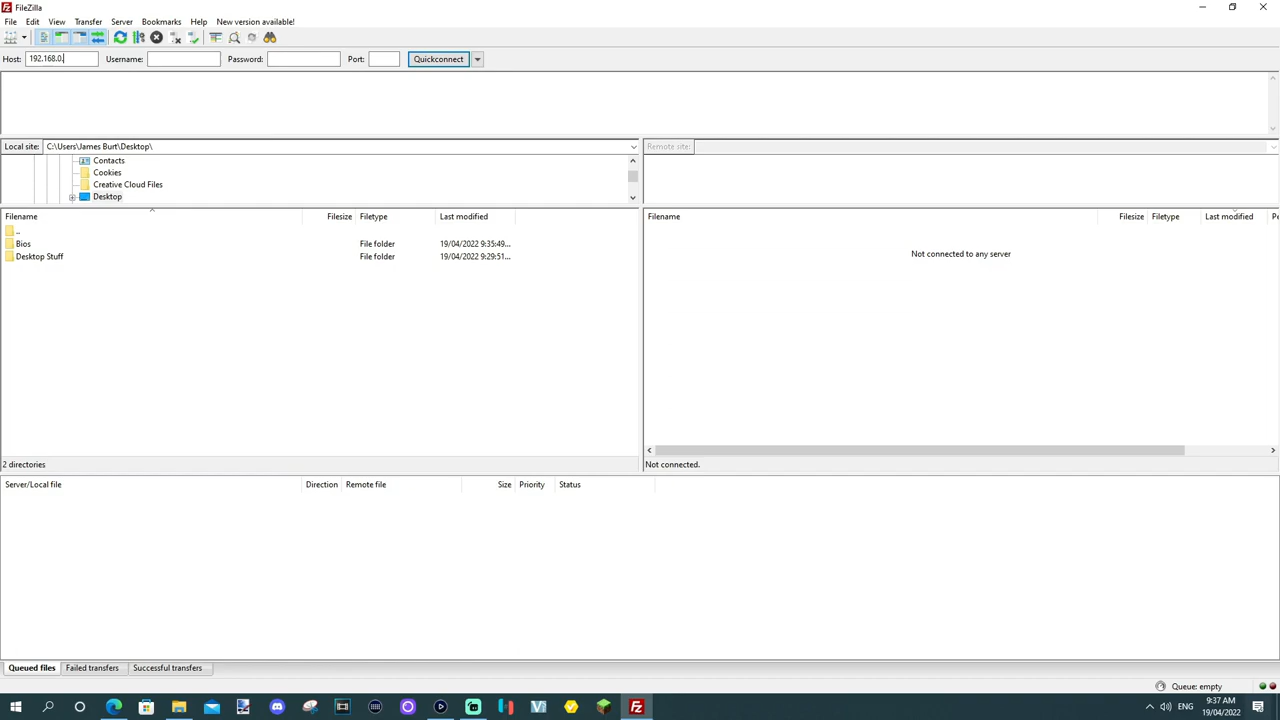 FileZilla
File Edit View Transfer Server Bookmarks Help New version available!
Host: 192.168.0. Username: Password: Port: Quickconnect
Local site: C:\Users\James Burt\Desktop\ Remote site:
Contacts
Cookies
Creative Cloud Files
Desktop
Filename Filesize Filetype Last modified Filename Filesize Filetype Last modified Pe
..
Bios File folder 19/04/2022 9:35:49...
Desktop Stuff File folder 19/04/2022 9:29:51...
Not connected to any server
2 directories Not connected.
Server/Local file Direction Remote file Size Priority Status
Queued files Failed transfers Successful transfers
Queue: empty
ENG 9:37 AM
19/04/2022